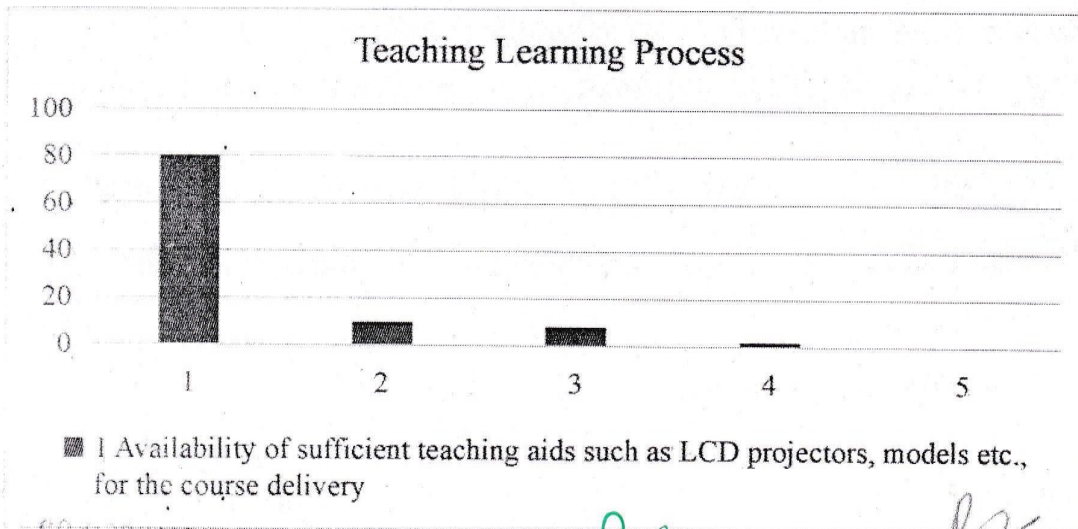 Teaching Learning Process
100
80
60
40
20
0
1 2 3 4 5
1 Availability of sufficient teaching aids such as LCD projectors, models etc.,
for the course delivery